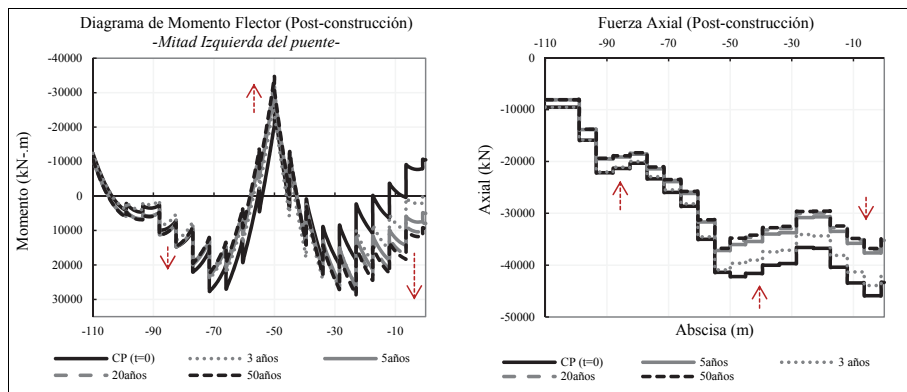 Diagrama de Momento Flector (Post-construcción)
-Mitad Izquierda del puente-
-40000
-30000
-20000
-10000
0
10000
20000
30000
Momento (kN-.m)
-110
-90
-70
-50
-30
-10
CP (t=0)
3 años
5años
20años
50años
Fuerza Axial (Post-construcción)
-110
-90
-70
-50
-30
-10
0
-10000
-20000
-30000
-40000
-50000
Axial (kN)
Abscisa (m)
CP (t=0)
5años
3 años
20años
50años